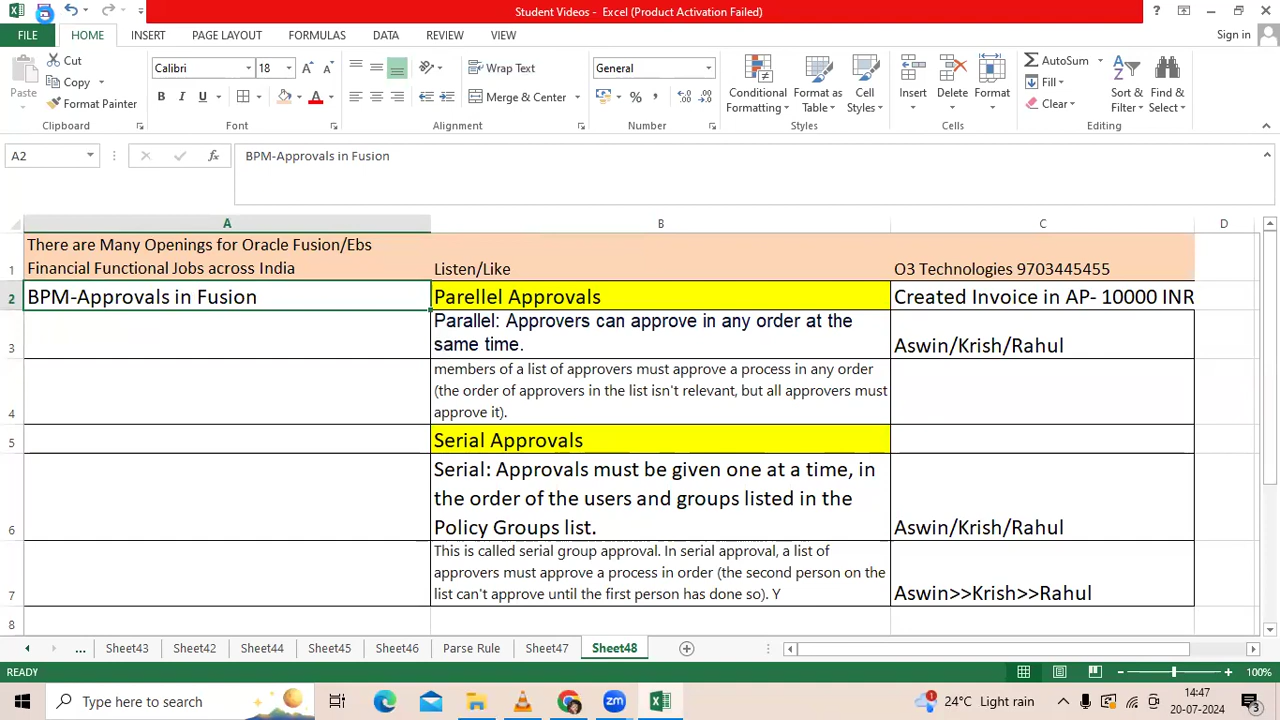 Student Videos - Excel (Product Activation Failed)
?
FILE
HOME
INSERT
PAGE LAYOUT
FORMULAS
DATA
REVIEW
VIEW
Sign in
Paste
Cut
Copy
Format Painter
Clipboard
Calibri
18
B I U
Font
Wrap Text
Merge & Center
Alignment
General
%
Number
Conditional Formatting
Format as Table
Cell Styles
Styles
Insert
Delete
Format
Cells
AutoSum
Fill
Clear
Sort & Filter
Find & Select
Editing
A2
fx
BPM-Approvals in Fusion
A B C D
1
There are Many Openings for Oracle Fusion/Ebs
Financial Functional Jobs across India
Listen/Like
O3 Technologies 9703445455
2
BPM-Approvals in Fusion
Parellel Approvals
Created Invoice in AP- 10000 INR
3
Parallel: Approvers can approve in any order at the
same time.
Aswin/Krish/Rahul
4
members of a list of approvers must approve a process in any order
(the order of approvers in the list isn't relevant, but all approvers must
approve it).
5
Serial Approvals
6
Serial: Approvals must be given one at a time, in
the order of the users and groups listed in the
Policy Groups list.
Aswin/Krish/Rahul
7
This is called serial group approval. In serial approval, a list of
approvers must approve a process in order (the second person on the
list can't approve until the first person has done so). Y
Aswin>>Krish>>Rahul
8
...
Sheet43
Sheet42
Sheet44
Sheet45
Sheet46
Parse Rule
Sheet47
Sheet48
READY
100%
Type here to search
zm
1
24°C Light rain
14:47
20-07-2024
3